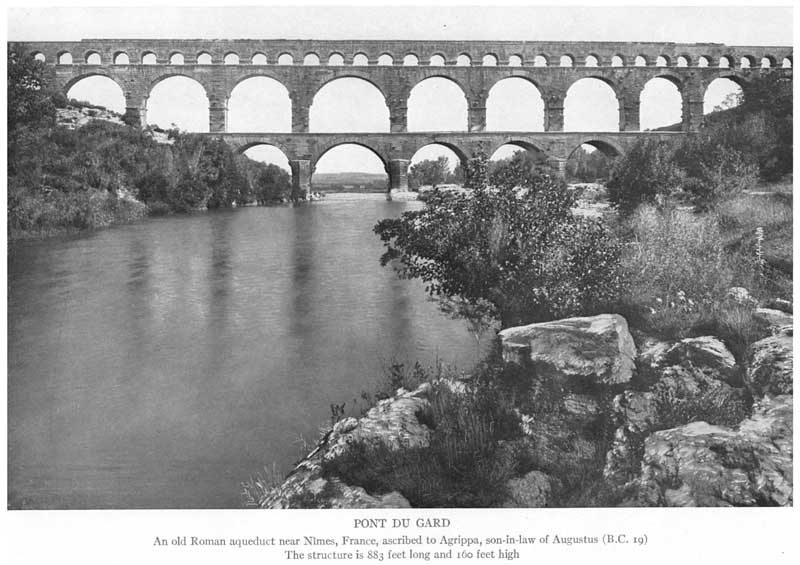 PONT DU GARD
An old Roman aqueduct near Nîmes, France, ascribed to Agrippa, son-in-law of Augustus (B.C. 19)
The structure is 883 feet long and 160 feet high